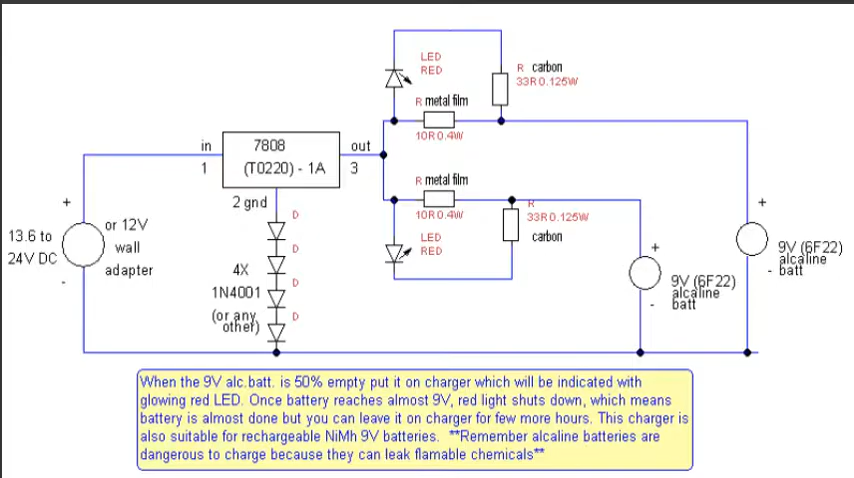 LED
RED
R carbon
33R 0.125W
R metal film
10R 0.4W
in
7808
out
1
(T0220) - 1A
3
R metal film
2 gnd
D
R
10R 0.4W
33R 0.125W
+
+
or 12V
LED
carbon
13.6 to
wall
D
RED
+
9V (6F22)
24V DC
adapter
alcaline
4X
- batt
-
1N4001
D
9V (6F22)
alcaline
(or any
D
-
batt
other)
When the 9V alc.batt. is 50% empty put it on charger which will be indicated with
glowing red LED. Once battery reaches almost 9V, red light shuts down, which means
battery is almost done but you can leave it on charger for few more hours. This charger is
also suitable for rechargeable NiMh 9V batteries. **Remember alcaline batteries are
dangerous to charge because they can leak flamable chemicals**